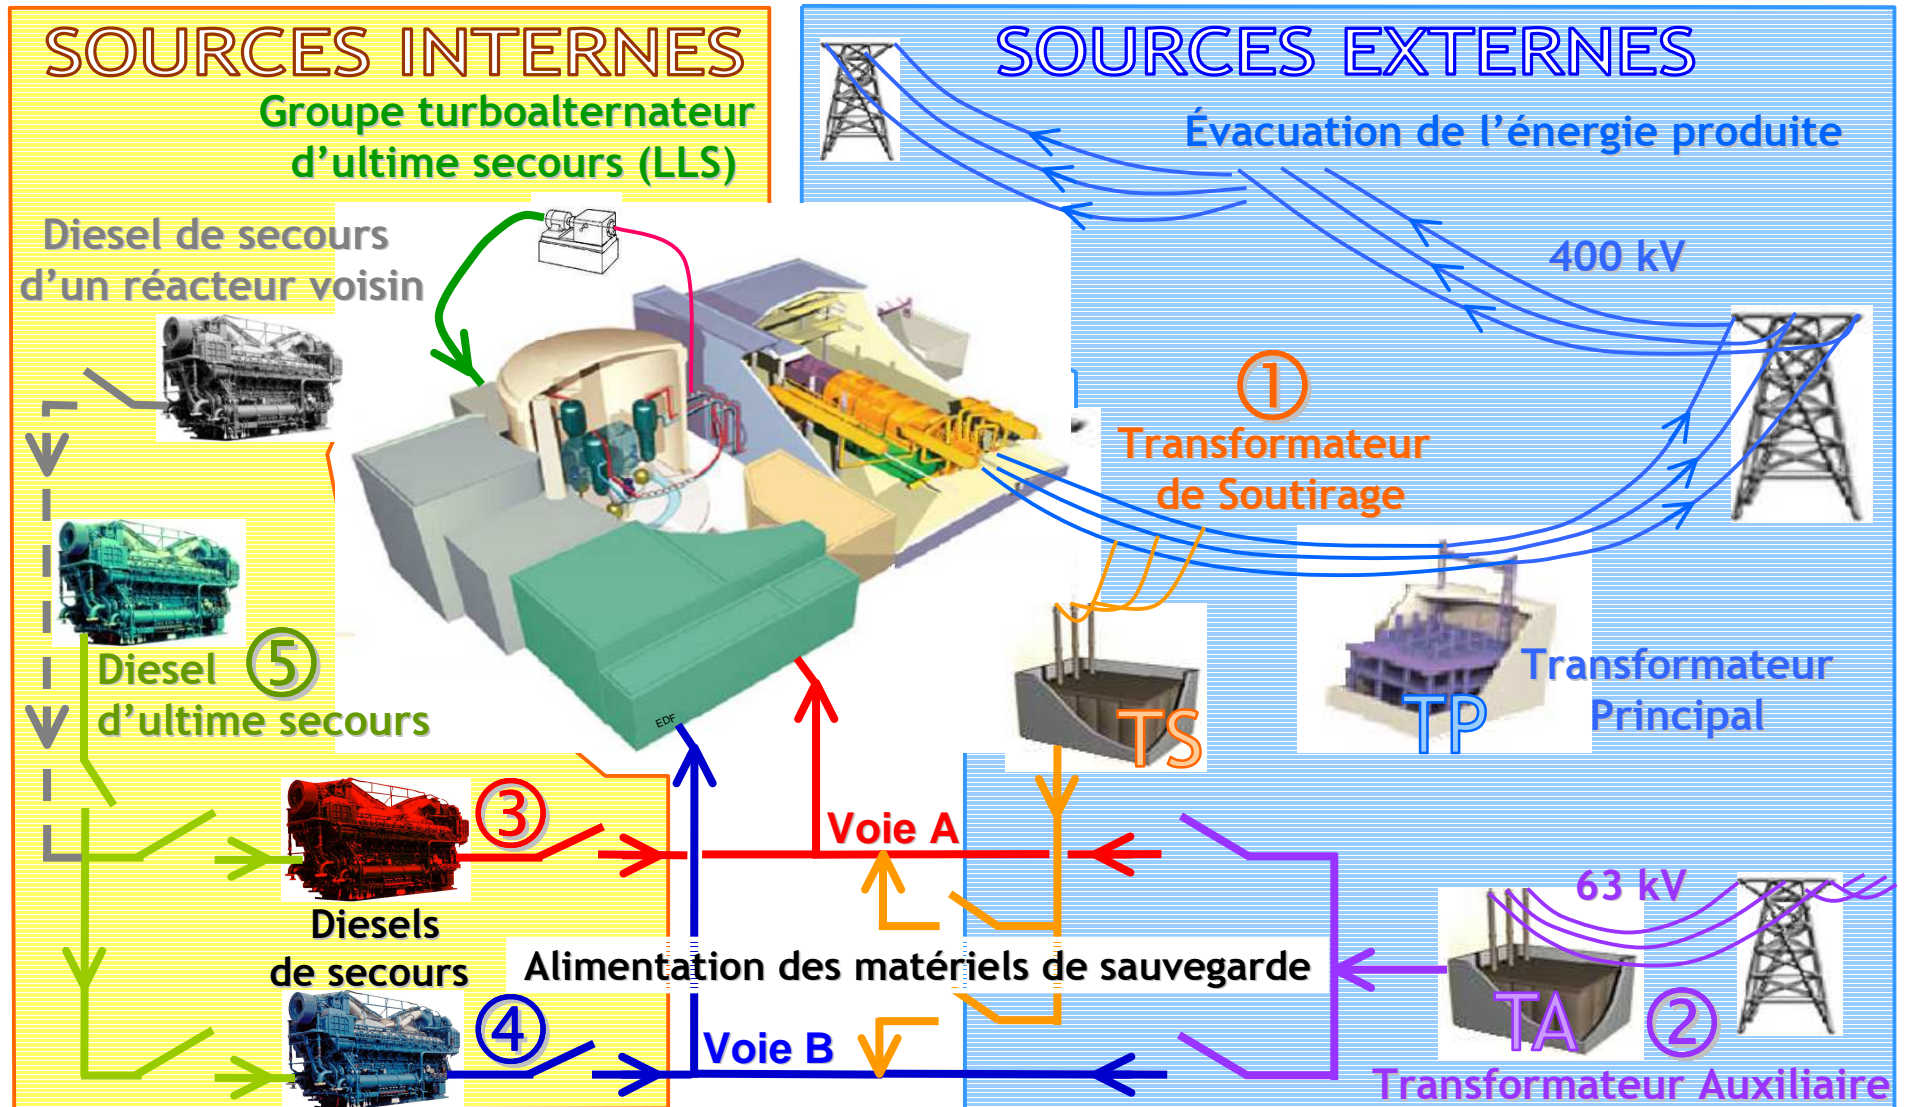 SOURCES INTERNES
Groupe turboalternateur
d’ultime secours (LLS)
Diesel de secours
d’un réacteur voisin
Diesel
d’ultime secours
5
3
Diesels
de secours
4
SOURCES EXTERNES
Évacuation de l’énergie produite
400 kV
1
Transformateur
de Soutirage
TS
TP
Transformateur
Principal
EDF
Voie A
63 kV
Alimentation des matériels de sauvegarde
TA
2
Voie B
Transformateur Auxiliaire